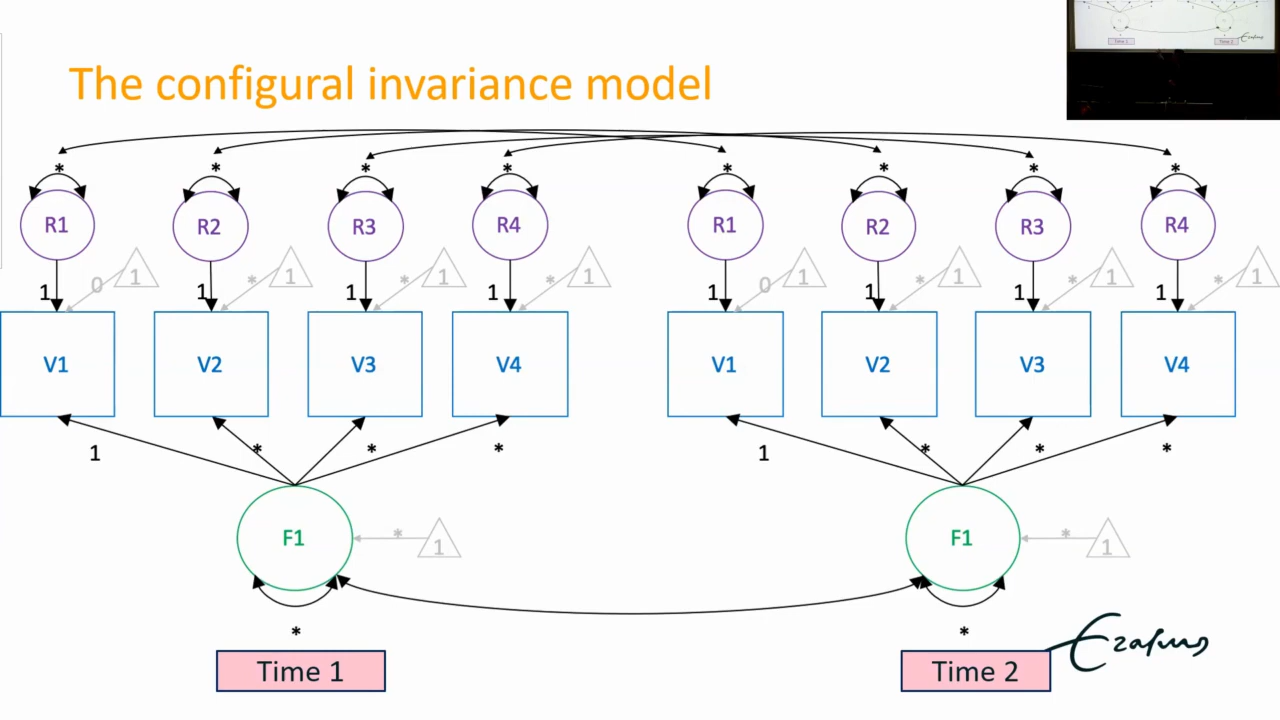 The configural invariance model
* * * * * * * *
R1 R2 R3 R4 R1 R2 R3 R4
1 0 1 1 * 1 1 * 1 1 * 1 1 0 1 1 * 1 1 * 1 1 * 1
V1 V2 V3 V4 V1 V2 V3 V4
1 * * * 1 * * *
F1 * 1 F1 * 1
* *
Time 1 Time 2
Erasmus